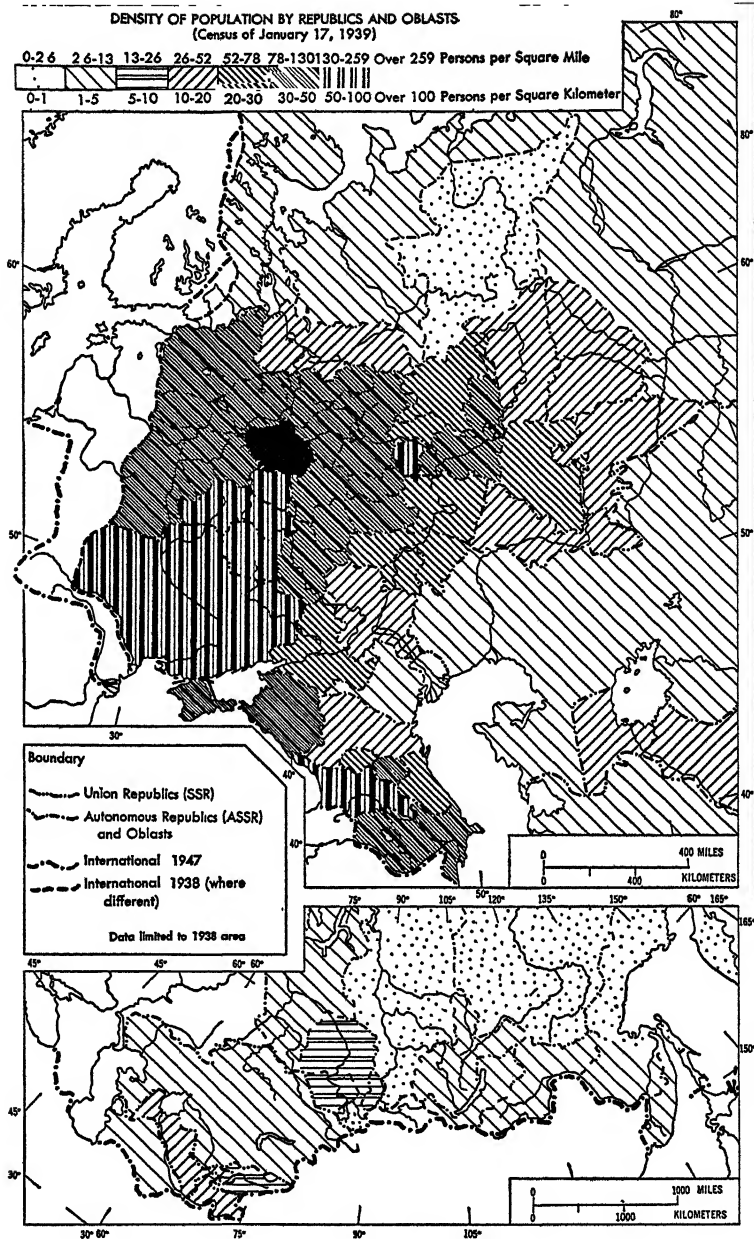 DENSITY OF POPULATION BY REPUBLICS AND OBLASTS
(Census of January 17, 1939)
0-2 6 2 6-13 13-26 26-52 52-78 78-130 130-259 Over 259 Persons per Square Mile
0-1 1-5 5-10 10-20 20-30 30-50 50-100 Over 100 Persons per Square Kilometer
80°
80°
60°
60°
50°
50°
30°
40°
40°
40°
50°
Boundary
Union Republics (SSR)
Autonomous Republics (ASSR)
and Oblasts
International 1947
International 1938 (where
different)
Data limited to 1938 area
0 400 MILES
0 400 KILOMETERS
75° 90° 105° 120° 135° 150° 60° 165°
165°
45° 45° 60° 60°
150°
45°
30°
0 1000 MILES
0 1000 KILOMETERS
30° 60° 75° 90° 105°